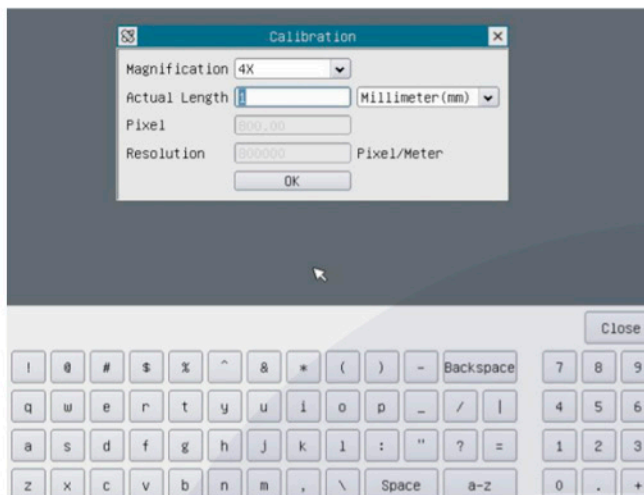 Calibration
Magnification 4X
Actual Length 1 Millimeter(mm)
Pixel 800.00
Resolution 800000 Pixel/Meter
OK
Close
! @ # $ % ^ & * ( ) - Backspace 7 8 9
q w e r t y u i o p _ / | 4 5 6
a s d f g h j k l : " ? = 1 2 3
z x c v b n m , \ Space a-z 0 . +